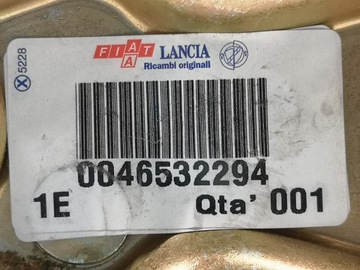 X 5228
FIAT LANCIA
Ricambi originali
0046532294
1E Qta' 001